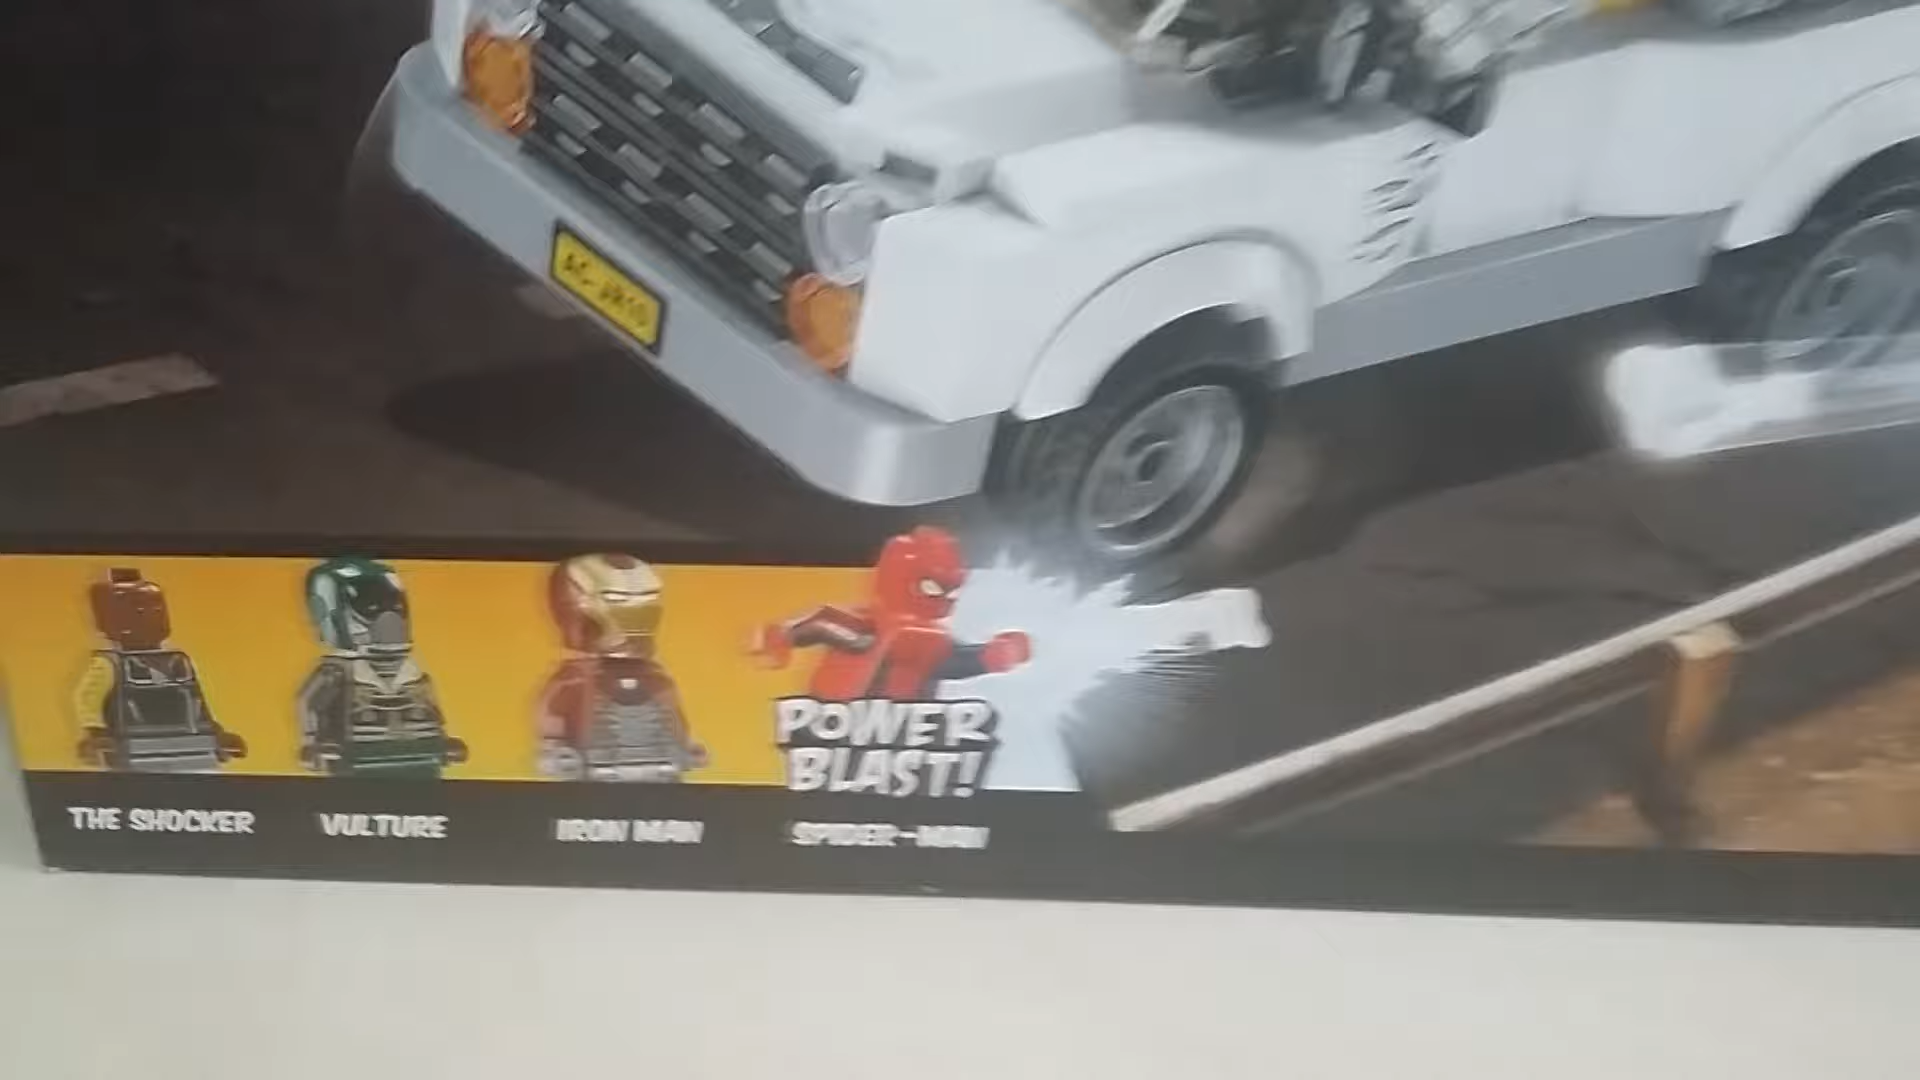 POWER
BLAST!
THE SHOCKER
VULTURE
IRON MAN
SPIDER-MAN